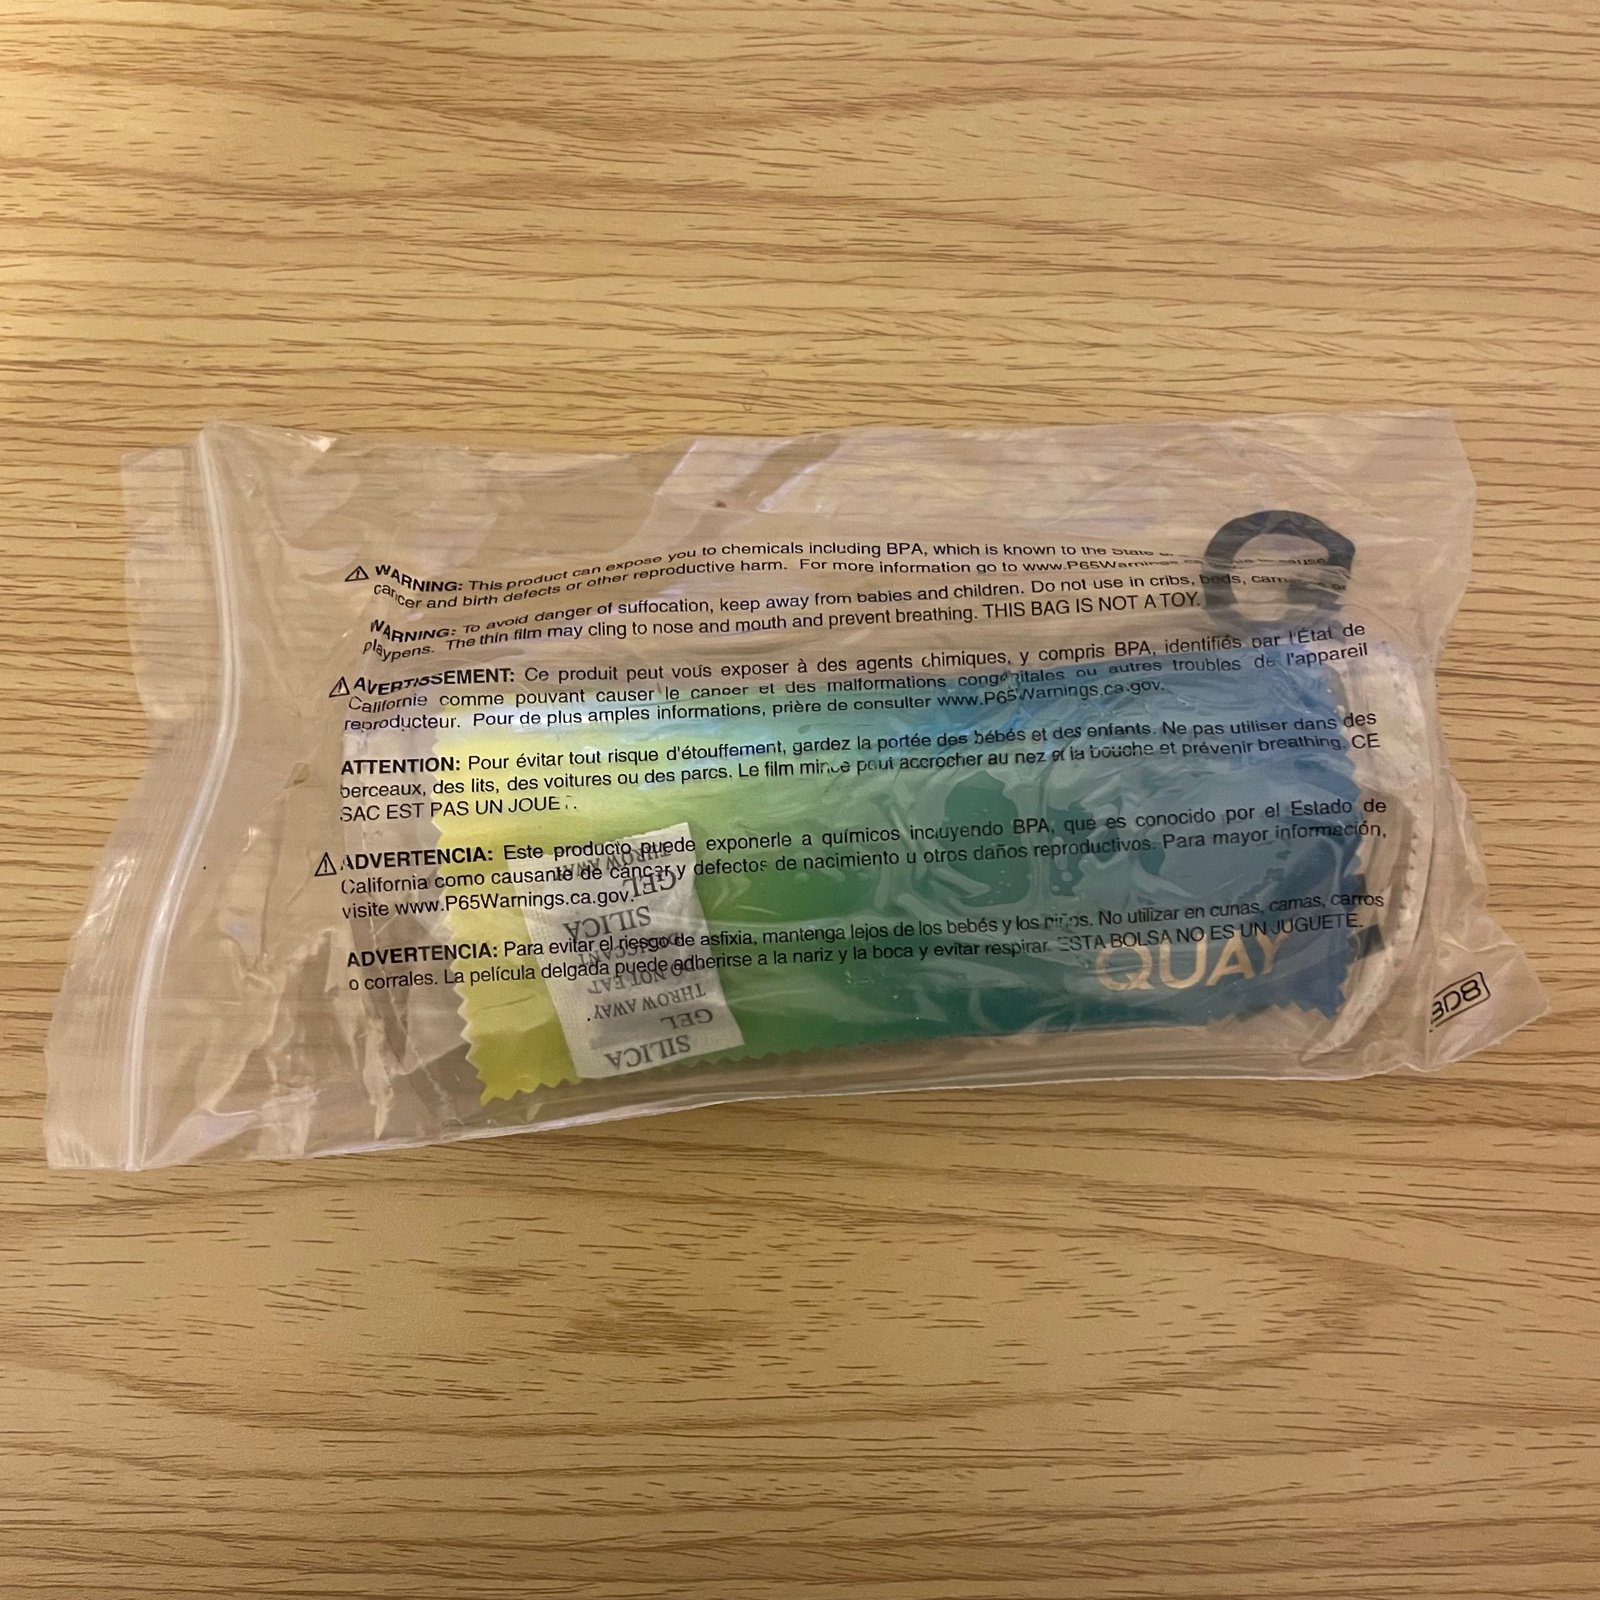 ⚠ WARNING: This product can expose you to chemicals including BPA, which is known to the State
cancer and birth defects or other reproductive harm. For more information go to www.P65Warnings
WARNING: To avoid danger of suffocation, keep away from babies and children. Do not use in cribs, beds,
playpens. The thin film may cling to nose and mouth and prevent breathing. THIS BAG IS NOT A TOY.
⚠ AVERTISSEMENT: Ce produit peut vous exposer à des agents chimiques, y compris BPA, identifiés par l'État de
Californie comme pouvant causer le cancer et des malformations congénitales ou autres troubles de l'appareil
reproducteur. Pour de plus amples informations, prière de consulter www.P65Warnings.ca.gov.
ATTENTION: Pour évitar tout risque d'étouffement, gardez la portée des bébés et des enfants. Ne pas utiliser dans des
berceaux, des lits, des voitures ou des parcs. Le film mince peut accrocher au nez et la bouche et prévenir breathing. CE
SAC EST PAS UN JOUET.
⚠ ADVERTENCIA: Este producto puede exponerle a químicos incluyendo BPA, que es conocido por el Estado de
California como causante de cáncer y defectos de nacimiento u otros daños reproductivos. Para mayor información,
visite www.P65Warnings.ca.gov.
ADVERTENCIA: Para evitar el riesgo de asfixia, mantenga lejos de los bebés y los niños. No utilizar en cunas, camas, carros
o corrales. La película delgada puede adherirse a la nariz y la boca y evitar respirar. ESTA BOLSA NO ES UN JUGUETE.
QUAY
3D8
SILICA
GEL
THROW AWAY
DO NOT EAT
SILICA
GEL
THROW AWAY